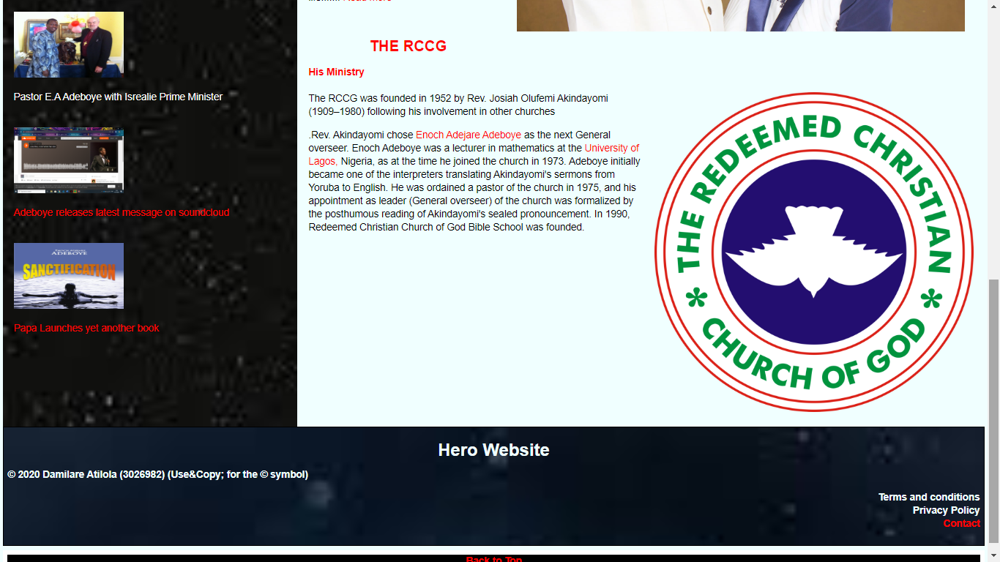 Read More
Pastor E.A Adeboye with Isrealie Prime Minister
Adeboye releases latest message on soundcloud
ADEBOYE
SANCTIFICATION
Papa Launches yet another book
THE RCCG
His Ministry
The RCCG was founded in 1952 by Rev. Josiah Olufemi Akindayomi
(1909–1980) following his involvement in other churches
.Rev. Akindayomi chose Enoch Adejare Adeboye as the next General
overseer. Enoch Adeboye was a lecturer in mathematics at the University of
Lagos, Nigeria, as at the time he joined the church in 1973. Adeboye initially
became one of the interpreters translating Akindayomi's sermons from
Yoruba to English. He was ordained a pastor of the church in 1975, and his
appointment as leader (General overseer) of the church was formalized by
the posthumous reading of Akindayomi's sealed pronouncement. In 1990,
Redeemed Christian Church of God Bible School was founded.
THE REDEEMED CHRISTIAN
CHURCH OF GOD
Hero Website
© 2020 Damilare Atilola (3026982) (Use&Copy; for the © symbol)
Terms and conditions
Privacy Policy
Contact
Back to Top